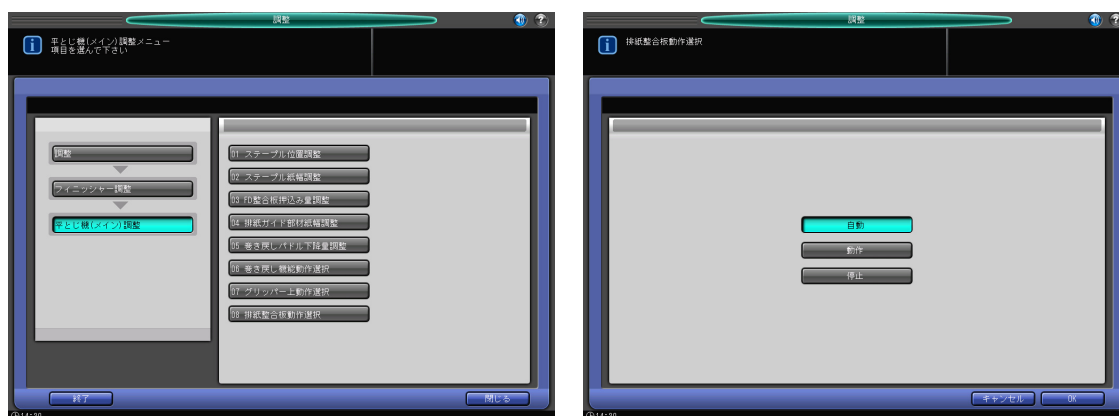 調整
平とじ機(メイン)調整メニュー
項目を選んで下さい
調整
フィニッシャー調整
平とじ機(メイン)調整
01 ステープル位置調整
02 ステープル紙幅調整
03 FD整合板押込み量調整
04 排紙ガイド部材紙幅調整
05 巻き戻しパドル下降量調整
06 巻き戻し機能動作選択
07 グリッパー上動作選択
08 排紙整合板動作選択
終了
閉じる
調整
排紙整合板動作選択
自動
動作
停止
キャンセル
OK